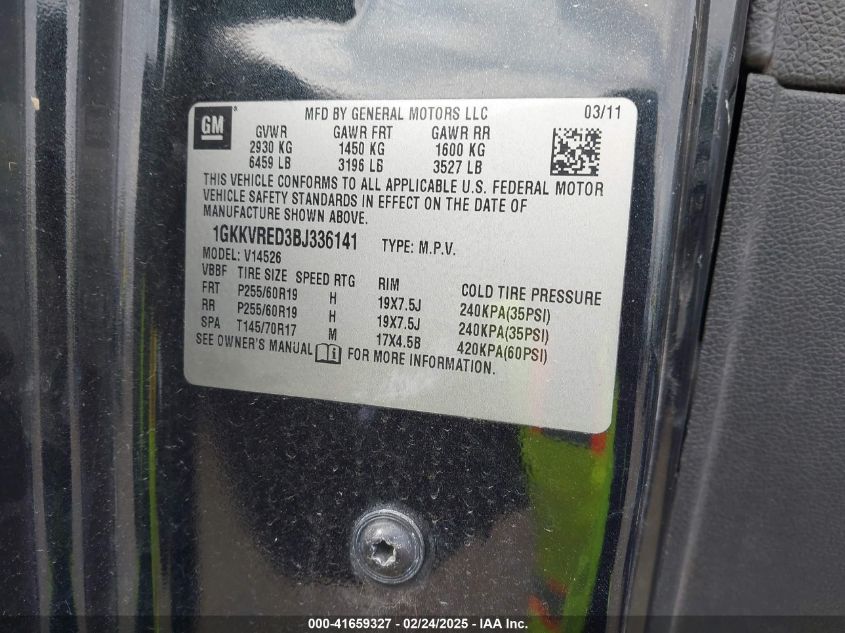 GM ®
MFD BY GENERAL MOTORS LLC 03/11
GVWR GAWR FRT GAWR RR
2930 KG 1450 KG 1600 KG
6459 LB 3196 LB 3527 LB
THIS VEHICLE CONFORMS TO ALL APPLICABLE U.S. FEDERAL MOTOR
VEHICLE SAFETY STANDARDS IN EFFECT ON THE DATE OF
MANUFACTURE SHOWN ABOVE.
1GKKVRED3BJ336141 TYPE: M.P.V.
MODEL: V14526
VBBF TIRE SIZE SPEED RTG RIM COLD TIRE PRESSURE
FRT P255/60R19 H 19X7.5J 240KPA(35PSI)
RR P255/60R19 H 19X7.5J 240KPA(35PSI)
SPA T145/70R17 M 17X4.5B 420KPA(60PSI)
SEE OWNER'S MANUAL i FOR MORE INFORMATION.
000-41659327 - 02/24/2025 - IAA Inc.